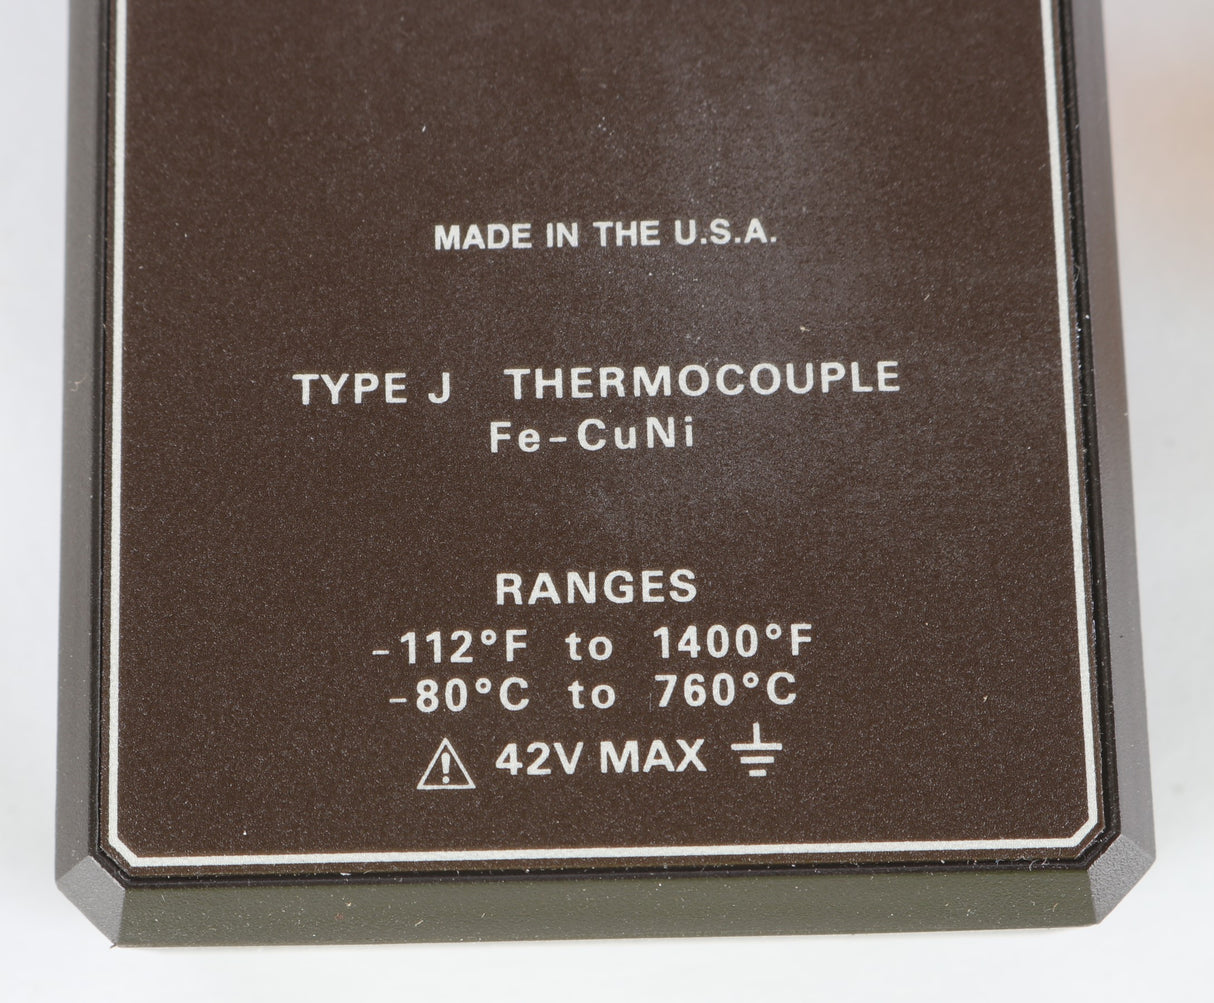 MADE IN THE U.S.A.
TYPE J THERMOCOUPLE
Fe-CuNi
RANGES
-112°F to 1400°F
-80°C to 760°C
⚠ 42V MAX ⏚